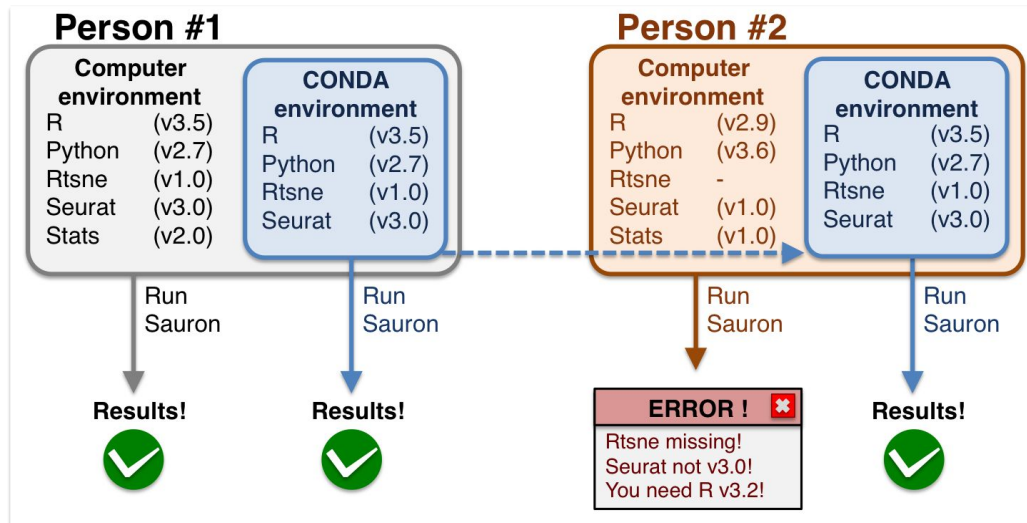 Person #1
Computer
environment
R (v3.5)
Python (v2.7)
Rtsne (v1.0)
Seurat (v3.0)
Stats (v2.0)
CONDA
environment
R (v3.5)
Python (v2.7)
Rtsne (v1.0)
Seurat (v3.0)
Run
Sauron
Run
Sauron
Results!
Results!
Person #2
Computer
environment
R (v2.9)
Python (v3.6)
Rtsne -
Seurat (v1.0)
Stats (v1.0)
CONDA
environment
R (v3.5)
Python (v2.7)
Rtsne (v1.0)
Seurat (v3.0)
Run
Sauron
Run
Sauron
ERROR !
Rtsne missing!
Seurat not v3.0!
You need R v3.2!
Results!